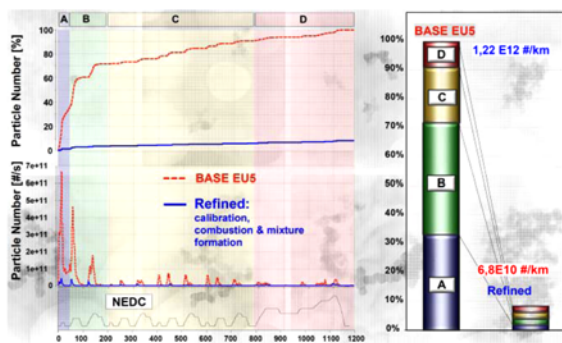 A B C D
Particle Number [%]
100
80
60
40
20
0
Particle Number [#/s]
7e+11
6e+11
5e+11
4e+11
3e+11
2e+11
1e+11
0e+11
BASE EU5
Refined:
calibration,
combustion & mixture
formation
NEDC
0 100 200 300 400 500 600 700 800 900 1000 1100 1200
BASE EU5
1,22 E12 #/km
100%
90%
80%
70%
60%
50%
40%
30%
20%
10%
0%
D
C
B
A
6,8E10 #/km
Refined